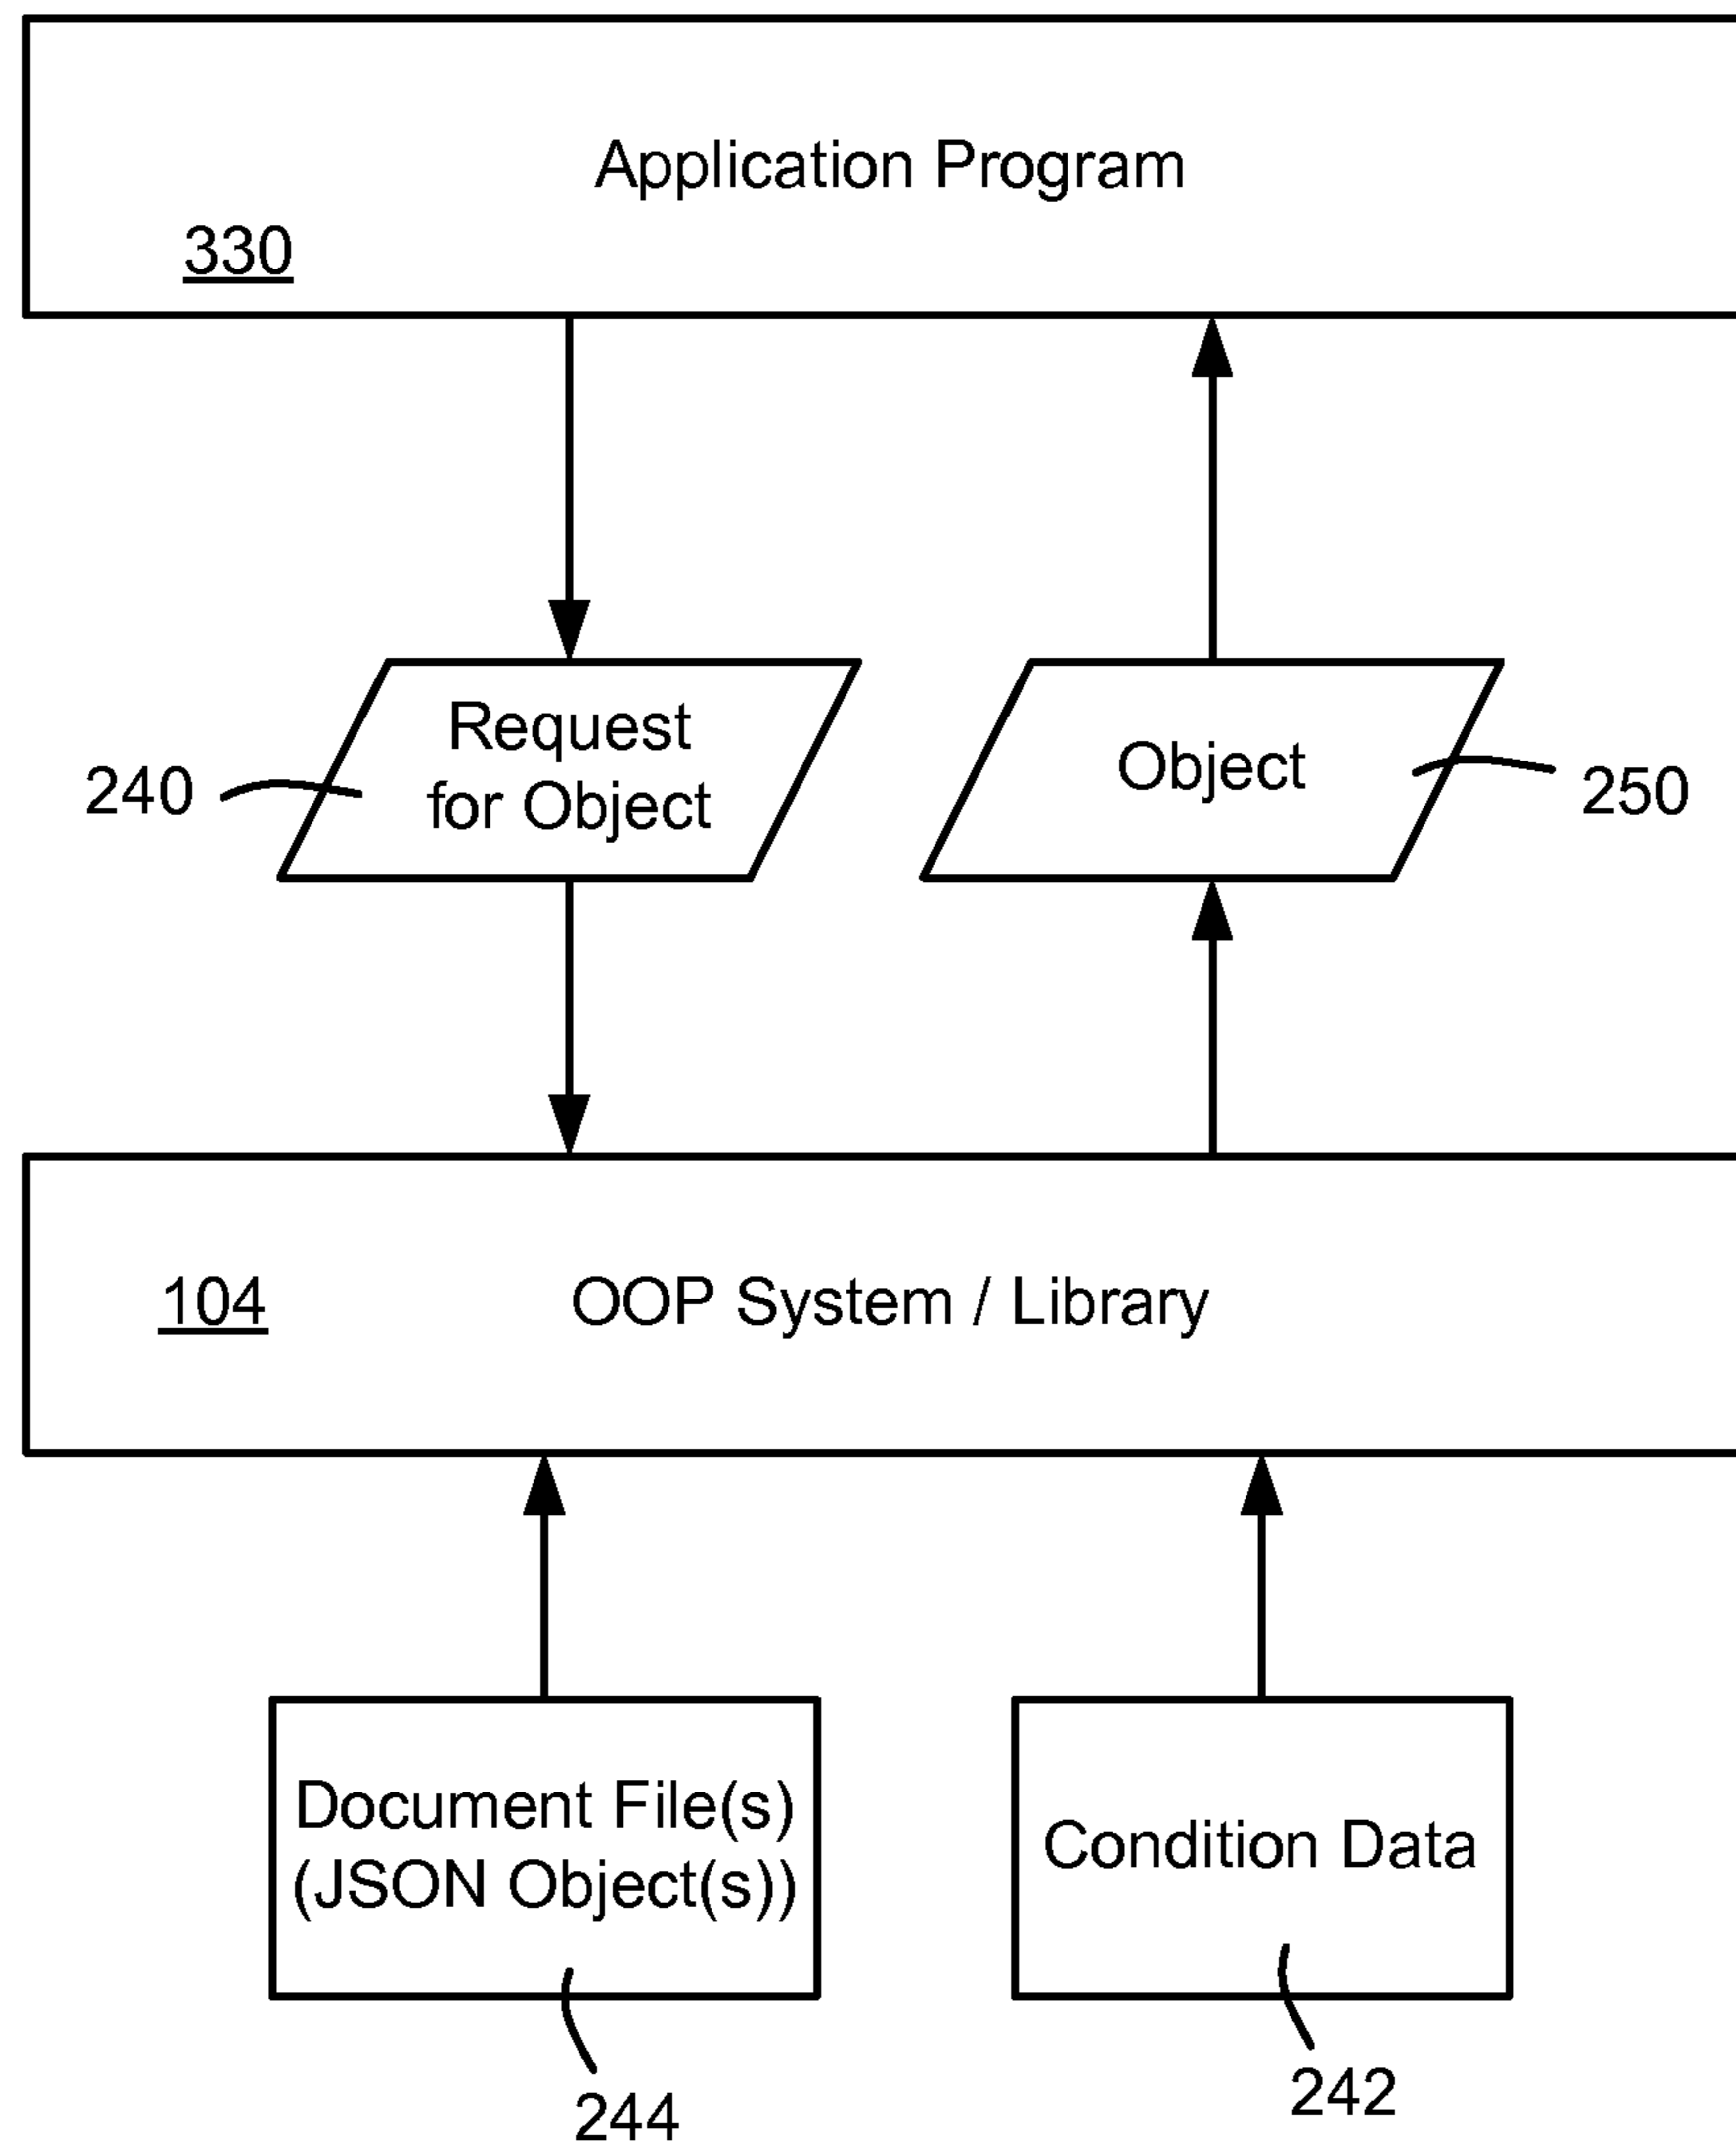 Application Program
330
Request
for Object
240
Object
250
104
OOP System / Library
Document File(s)
(JSON Object(s))
Condition Data
244
242